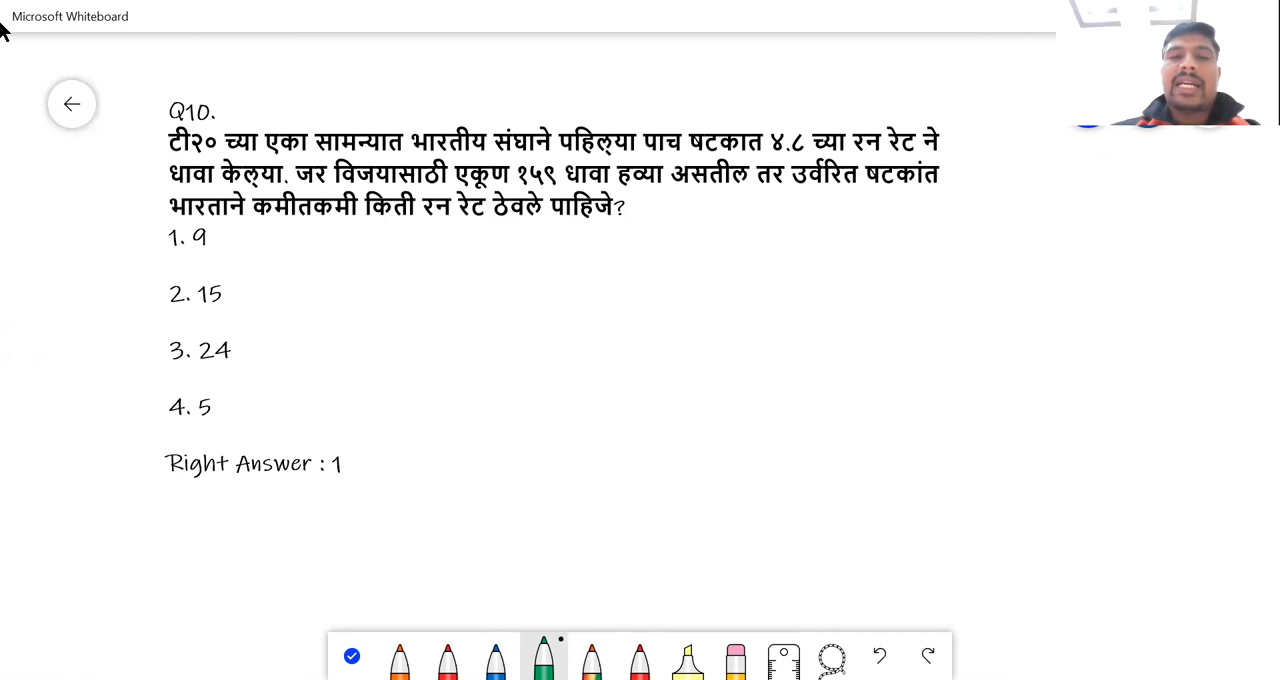 Microsoft Whiteboard
Q10.
टी२० च्या एका सामन्यात भारतीय संघाने पहिल्या पाच षटकात ४.८ च्या रन रेट ने
धावा केल्या. जर विजयासाठी एकूण १५९ धावा हव्या असतील तर उर्वरित षटकांत
भारताने कमीतकमी किती रन रेट ठेवले पाहिजे?
1. 9
2. 15
3. 24
4. 5
Right Answer : 1